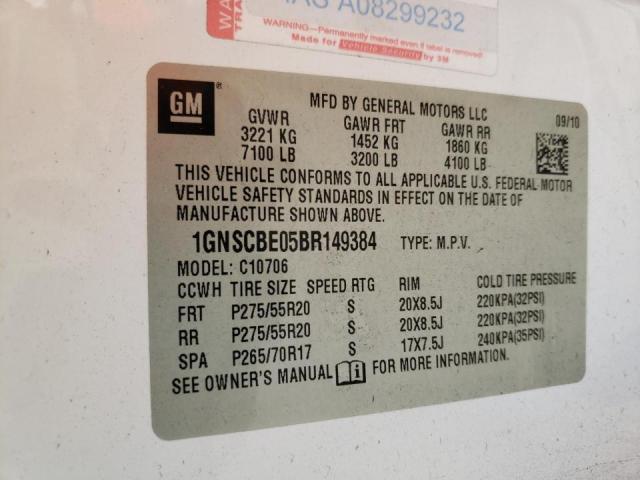 A08299232
WARNING—Permanently marked even if label is removed!
Made for Vehicle Security by 3M
GM ®
MFD BY GENERAL MOTORS LLC
09/10
GVWR GAWR FRT GAWR RR
3221 KG 1452 KG 1860 KG
7100 LB 3200 LB 4100 LB
THIS VEHICLE CONFORMS TO ALL APPLICABLE U.S. FEDERAL MOTOR
VEHICLE SAFETY STANDARDS IN EFFECT ON THE DATE OF
MANUFACTURE SHOWN ABOVE.
1GNSCBE05BR149384 TYPE: M.P.V.
MODEL: C10706
CCWH TIRE SIZE SPEED RTG RIM COLD TIRE PRESSURE
FRT P275/55R20 S 20X8.5J 220KPA(32PSI)
RR P275/55R20 S 20X8.5J 220KPA(32PSI)
SPA P265/70R17 S 17X7.5J 240KPA(35PSI)
SEE OWNER'S MANUAL FOR MORE INFORMATION.